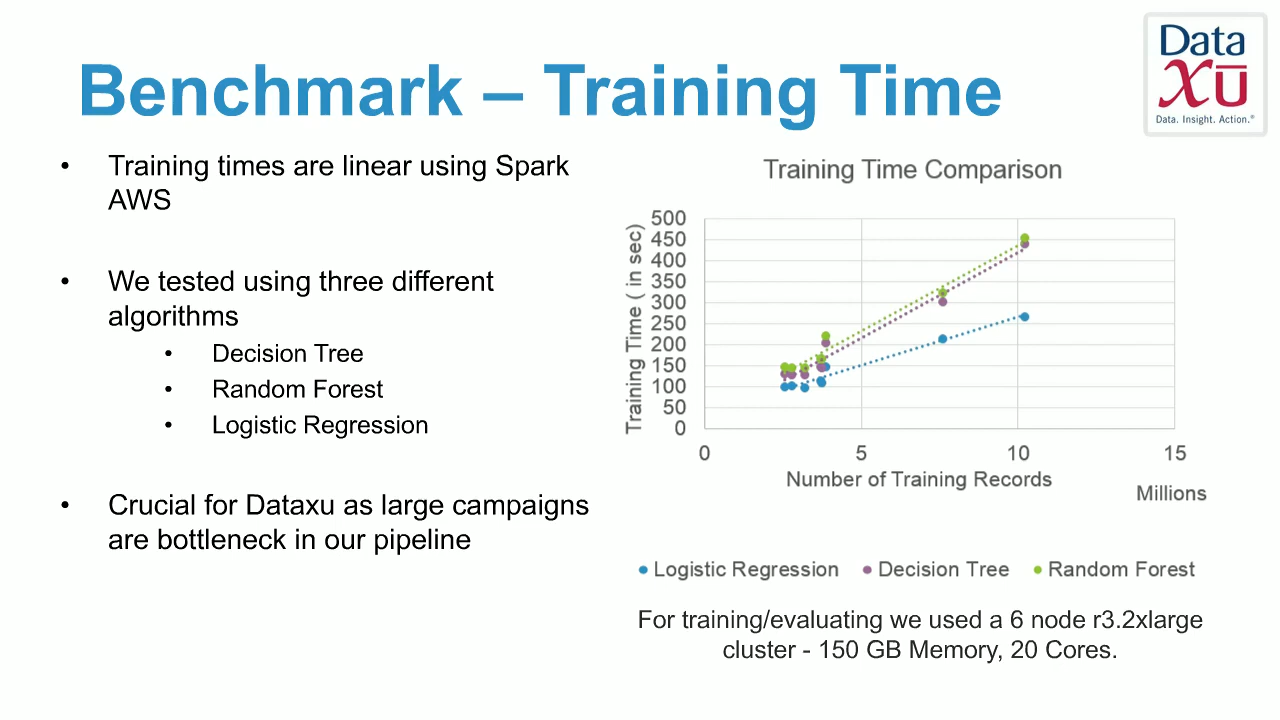 Benchmark – Training Time
Data
Xū
Data. Insight. Action.®
• Training times are linear using Spark
AWS
• We tested using three different
algorithms
• Decision Tree
• Random Forest
• Logistic Regression
• Crucial for Dataxu as large campaigns
are bottleneck in our pipeline
Training Time Comparison
Training Time ( in sec)
500
450
400
350
300
250
200
150
100
50
0
0 5 10 15
Number of Training Records
Millions
Logistic Regression Decision Tree Random Forest
For training/evaluating we used a 6 node r3.2xlarge
cluster - 150 GB Memory, 20 Cores.